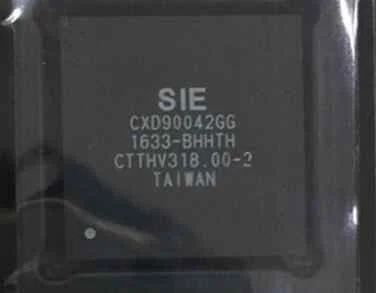 SIE
CXD90042GG
1633-BHHTH
CTTHV318.00-2
TAIWAN